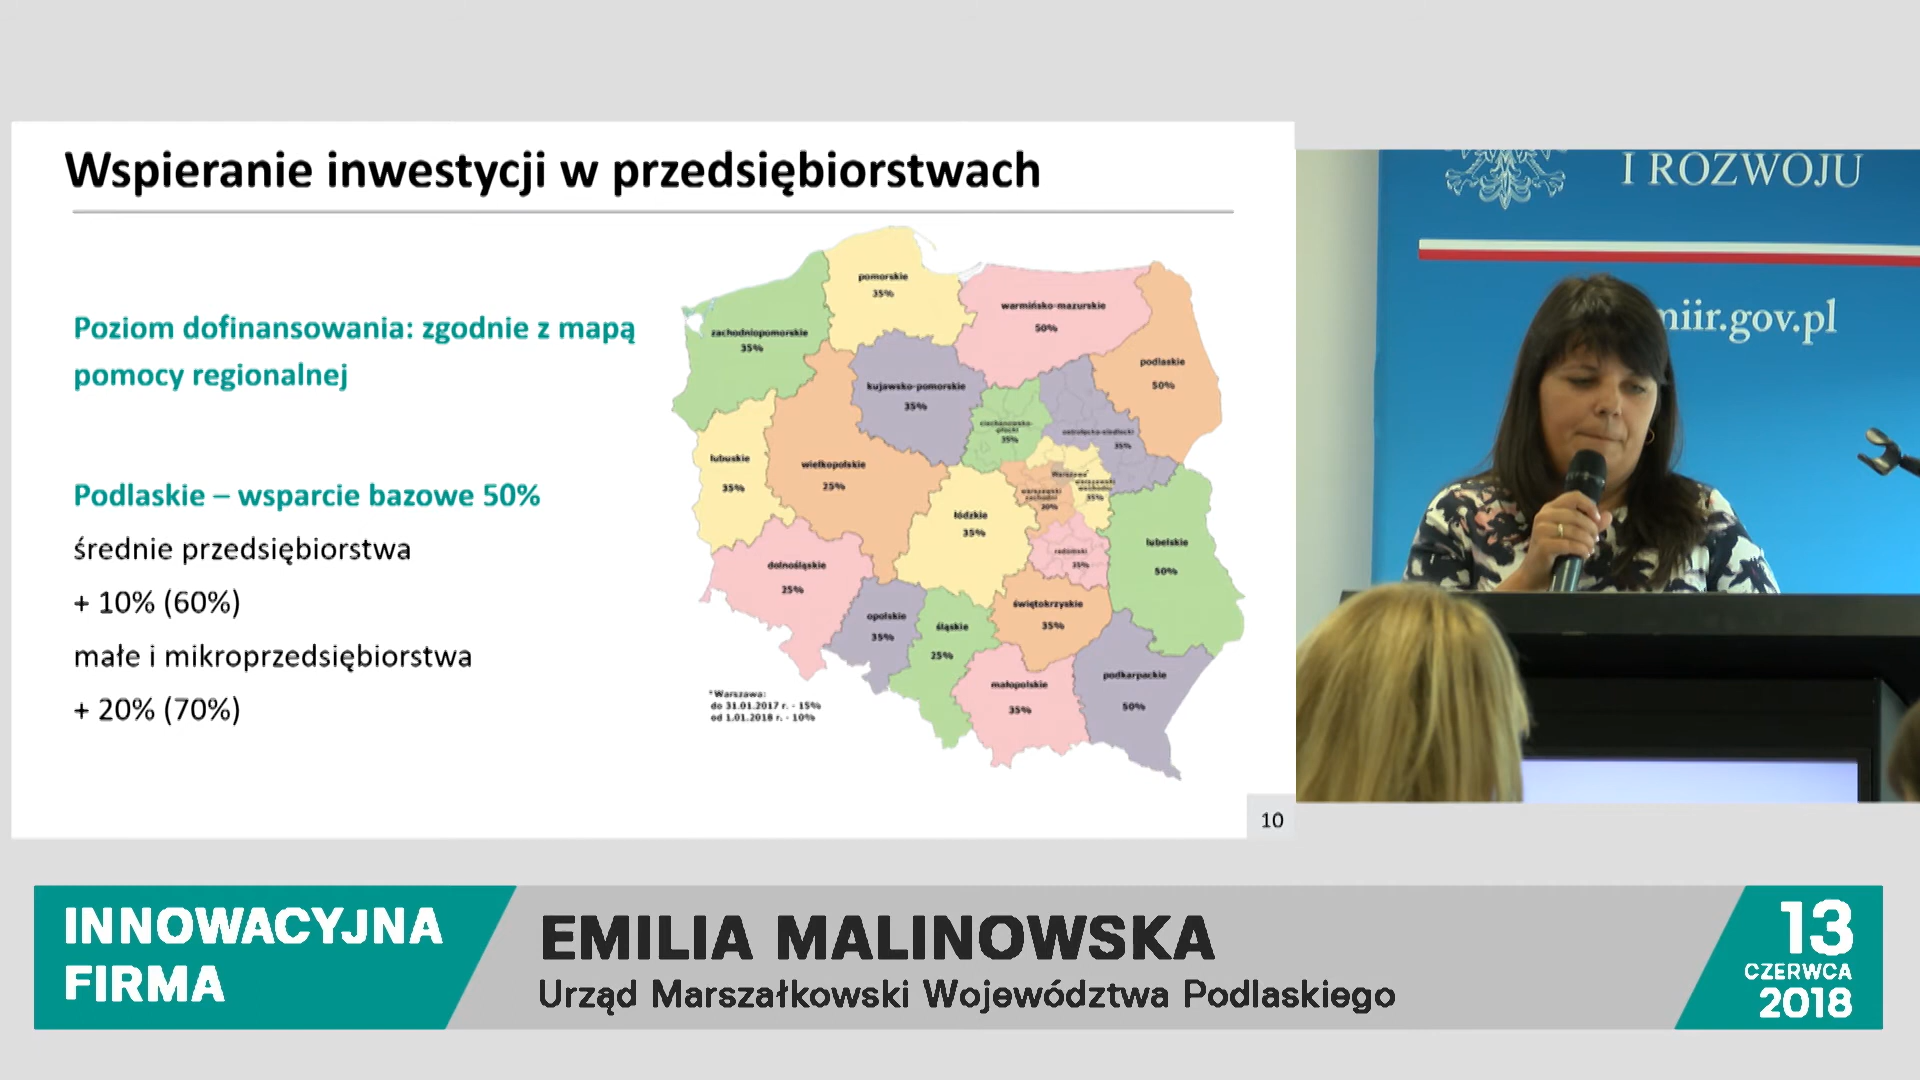 Wspieranie inwestycji w przedsiębiorstwach
Poziom dofinansowania: zgodnie z mapą
pomocy regionalnej
Podlaskie – wsparcie bazowe 50%
średnie przedsiębiorstwa
+ 10% (60%)
małe i mikroprzedsiębiorstwa
+ 20% (70%)
pomorskie
35%
warmińsko-mazurskie
50%
zachodniopomorskie
35%
podlaskie
50%
kujawsko-pomorskie
35%
ciechanowsko-
płocki
35%
ostrołęcko-siedlecki
35%
lubuskie
35%
wielkopolskie
25%
Warszawa*
warszawski
wschodni
35%
warszawski
zachodni
20%
łódzkie
35%
radomski
35%
lubelskie
50%
dolnośląskie
25%
opolskie
35%
śląskie
25%
świętokrzyskie
35%
małopolskie
35%
podkarpackie
50%
* Warszawa:
do 31.01.2017 r. - 15%
od 1.01.2018 r. - 10%
10
I ROZWOJU
miir.gov.pl
INNOWACYJNA
FIRMA
EMILIA MALINOWSKA
Urząd Marszałkowski Województwa Podlaskiego
13
CZERWCA
2018